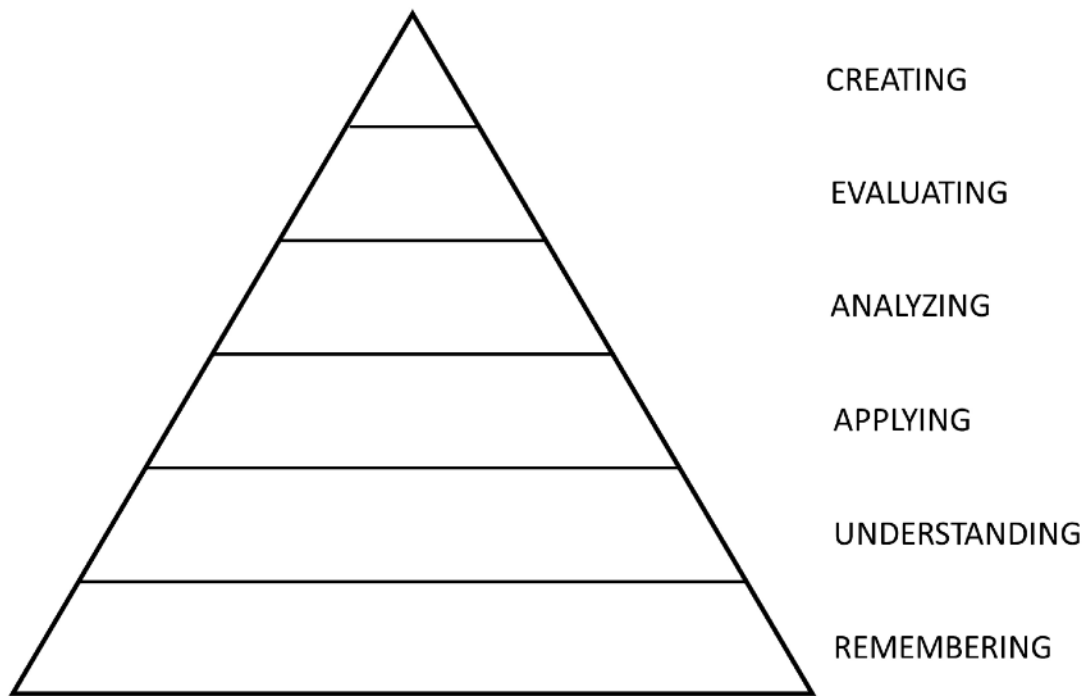 CREATING
EVALUATING
ANALYZING
APPLYING
UNDERSTANDING
REMEMBERING